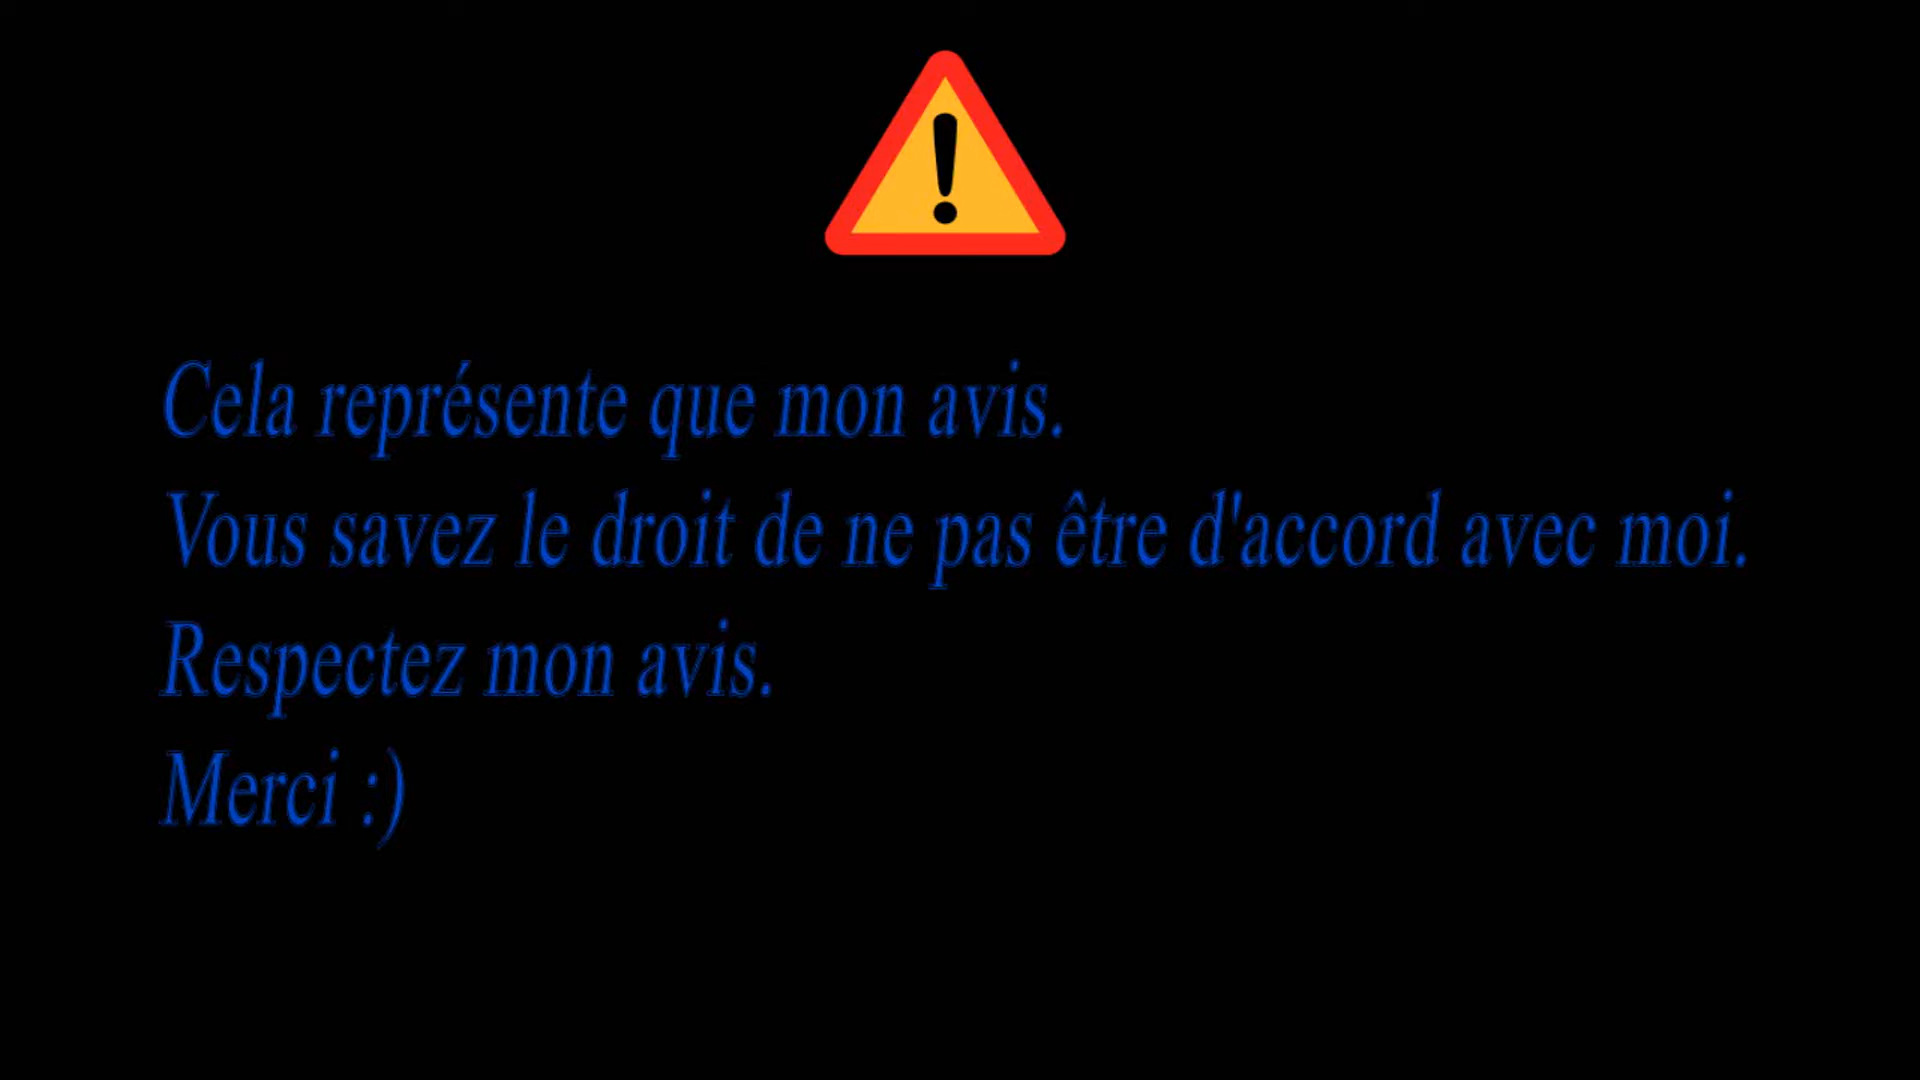 Cela représente que mon avis.
Vous savez le droit de ne pas être d'accord avec moi.
Respectez mon avis.
Merci :)